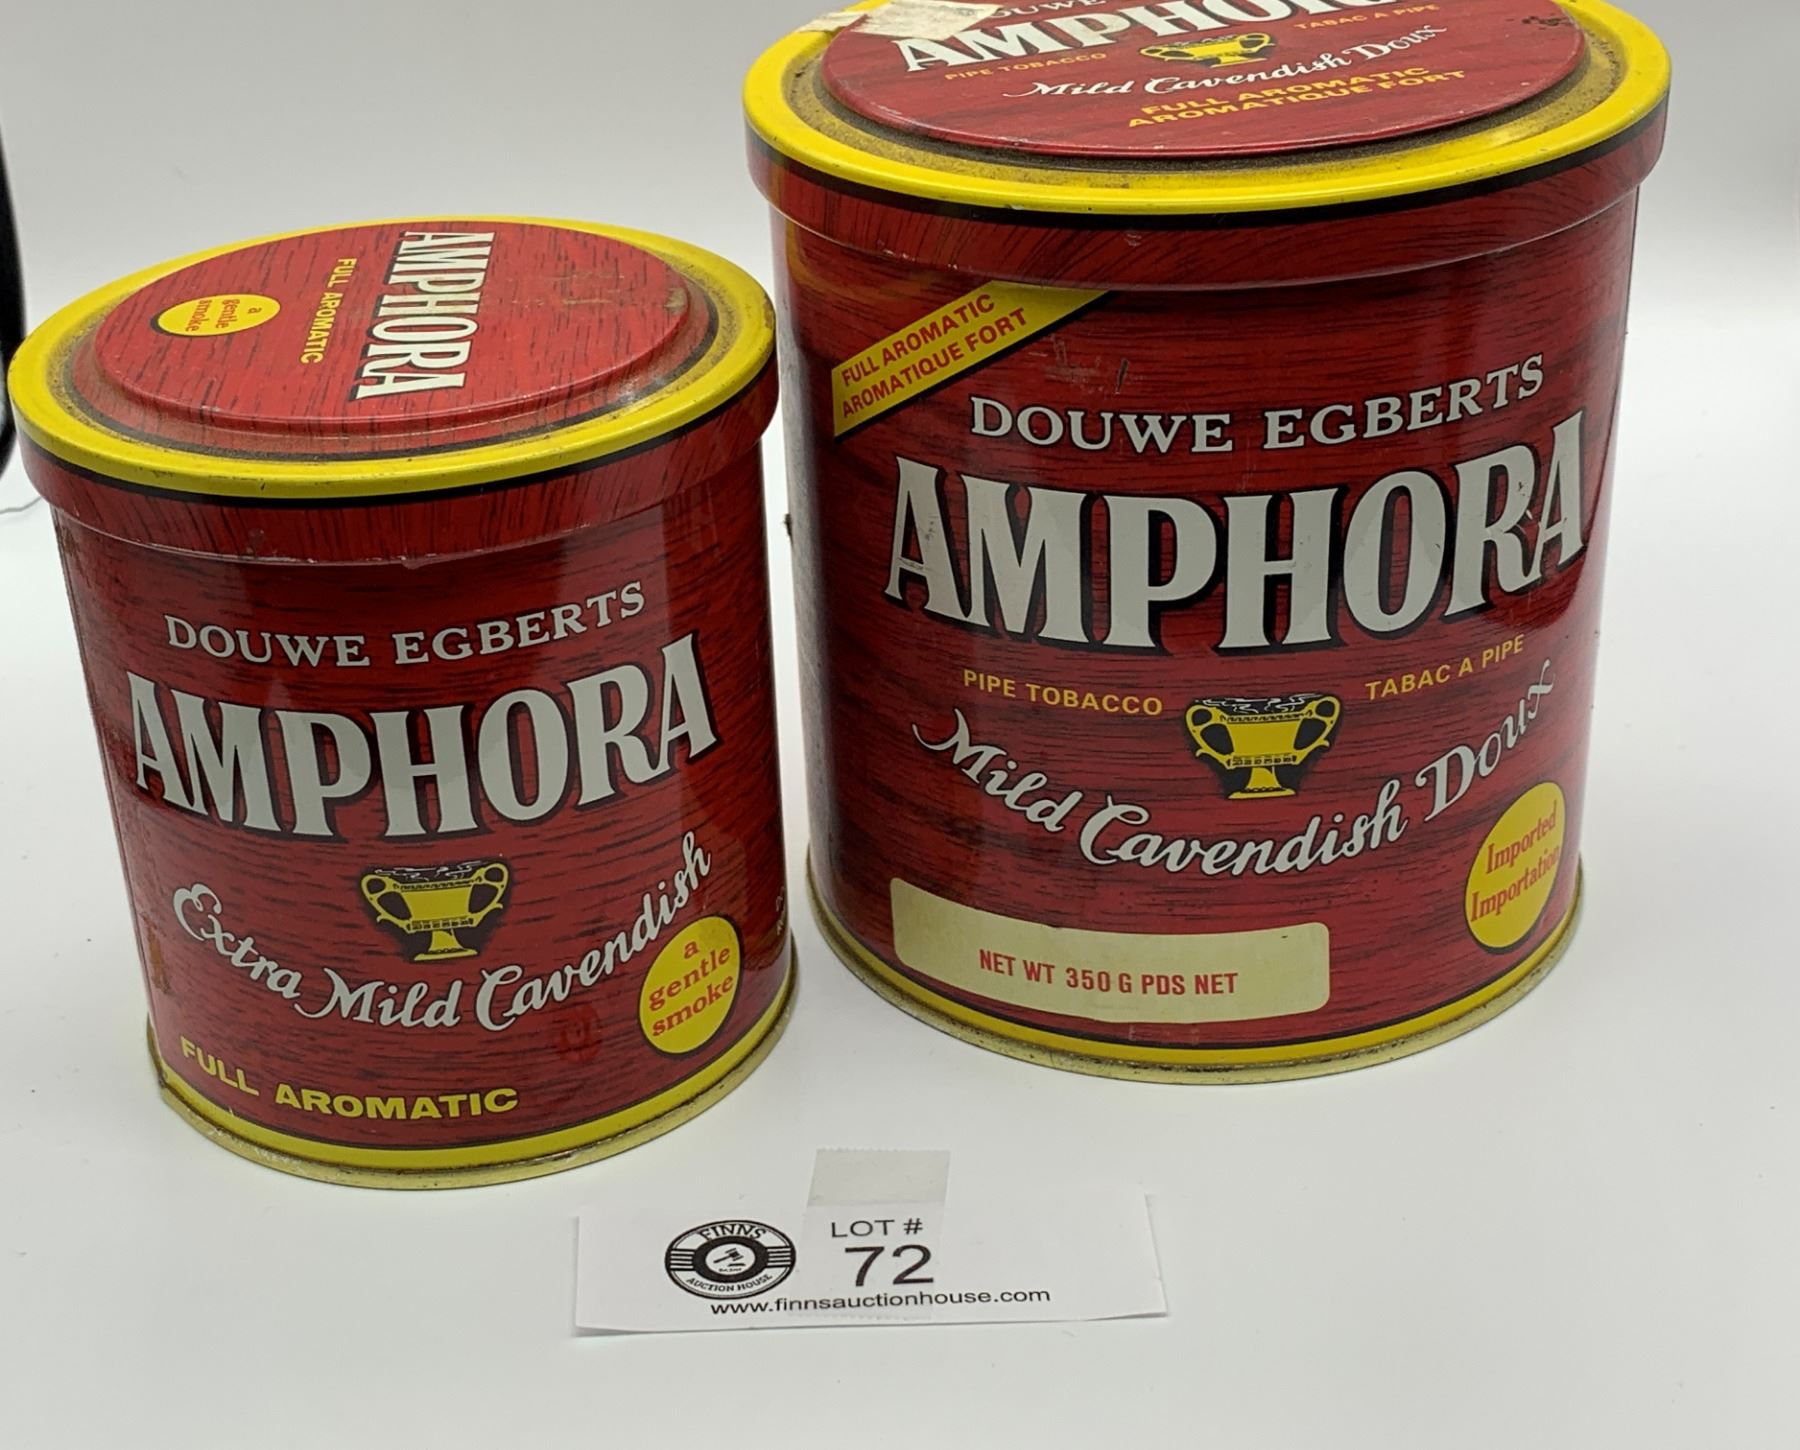 AMPHORA
FULL AROMATIC
a
gentle
smoke
DOUWE EGBERTS
AMPHORA
Extra Mild Cavendish
a
gentle
smoke
FULL AROMATIC
AMPHORA
PIPE TOBACCO TABAC A PIPE
Mild Cavendish Doux
FULL AROMATIC
AROMATIQUE FORT
FULL AROMATIC
AROMATIQUE FORT
DOUWE EGBERTS
AMPHORA
PIPE TOBACCO TABAC A PIPE
Mild Cavendish Doux
Imported
Importation
NET WT 350 G PDS NET
FINNS
AUCTION HOUSE
LOT #
72
www.finnsauctionhouse.com